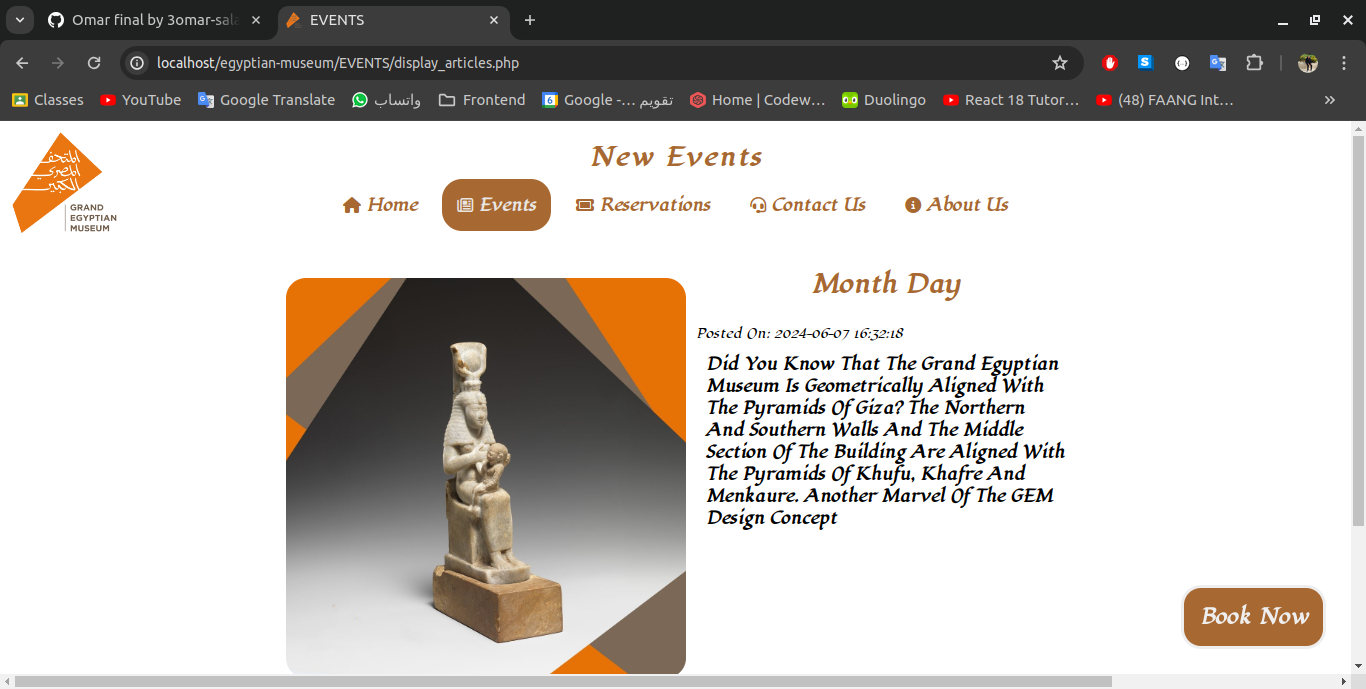 Omar final by 3omar-sala
EVENTS
localhost/egyptian-museum/EVENTS/display_articles.php
Classes
YouTube
Google Translate
واتساب
Frontend
Google -... تقويم
Home | Codew...
Duolingo
React 18 Tutor...
(48) FAANG Int...
المتحف
المصري
الكبير
GRAND
EGYPTIAN
MUSEUM
New Events
Home
Events
Reservations
Contact Us
About Us
Month Day
Posted On: 2024-06-07 16:32:18
Did You Know That The Grand Egyptian
Museum Is Geometrically Aligned With
The Pyramids Of Giza? The Northern
And Southern Walls And The Middle
Section Of The Building Are Aligned With
The Pyramids Of Khufu, Khafre And
Menkaure. Another Marvel Of The GEM
Design Concept
Book Now